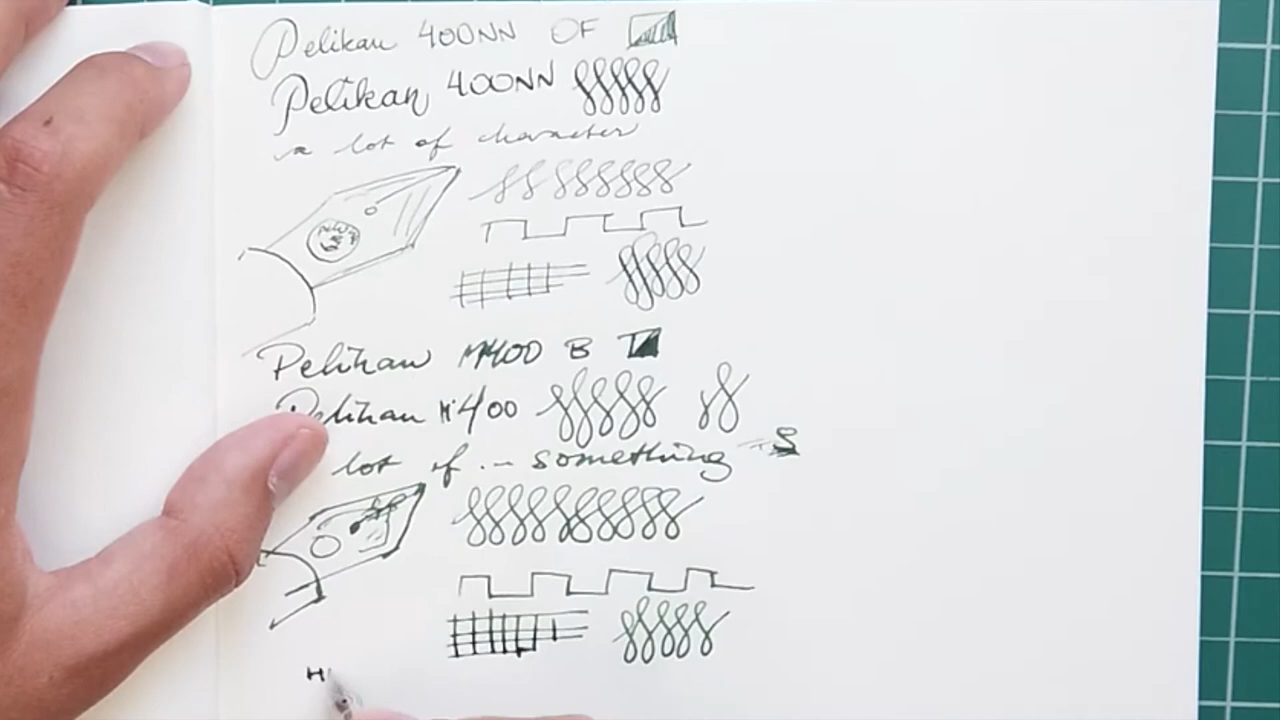 Pelikan 400NN OF
Pelikan 400NN
a lot of character
Pelikan M400 B
Pelikan M400
lot of .. something
H